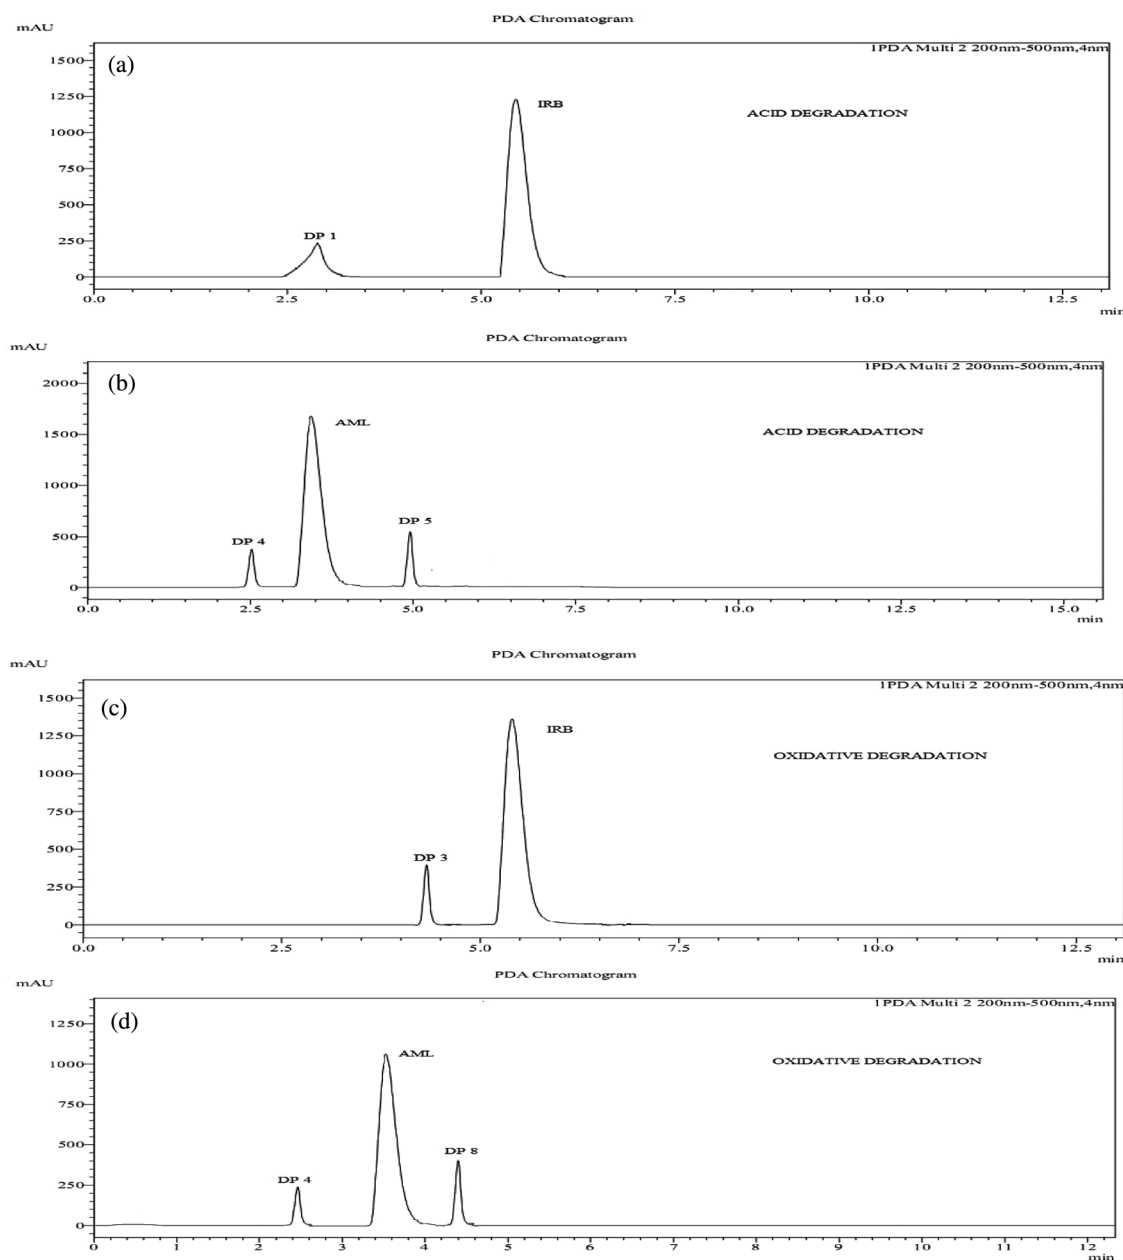 PDA Chromatogram
mAU
1PDA Multi 2 200nm-500nm,4nm
(a)
1500
IRB
ACID DEGRADATION
1250
1000
750
500
DP 1
250
0
0.0 2.5 5.0 7.5 10.0 12.5
min
PDA Chromatogram
mAU
1PDA Multi 2 200nm-500nm,4nm
(b)
2000
AML
ACID DEGRADATION
1500
1000
DP 4
DP 5
500
0
0.0 2.5 5.0 7.5 10.0 12.5 15.0
min
PDA Chromatogram
mAU
1PDA Multi 2 200nm-500nm,4nm
(c)
1500
IRB
1250
OXIDATIVE DEGRADATION
1000
750
500
DP 3
250
0
0.0 2.5 5.0 7.5 10.0 12.5
min
PDA Chromatogram
mAU
1PDA Multi 2 200nm-500nm,4nm
(d)
1250
AML
OXIDATIVE DEGRADATION
1000
750
500
DP 4
DP 8
250
0
0 1 2 3 4 5 6 7 8 9 10 11 12
min